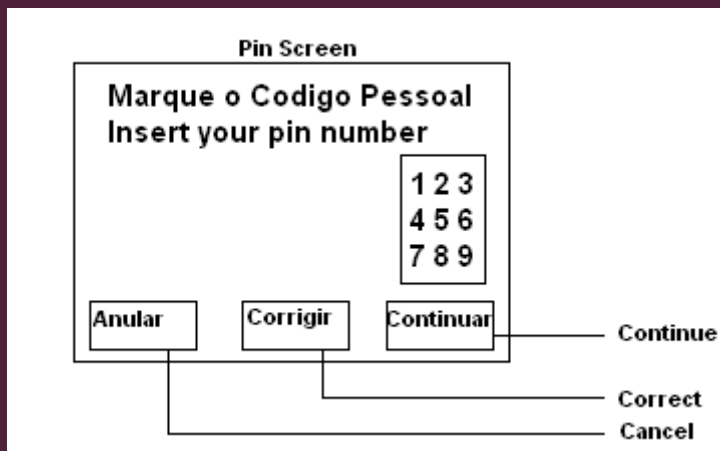 Pin Screen
Marque o Codigo Pessoal
Insert your pin number
1 2 3
4 5 6
7 8 9
Anular Corrigir Continuar
Continue
Correct
Cancel